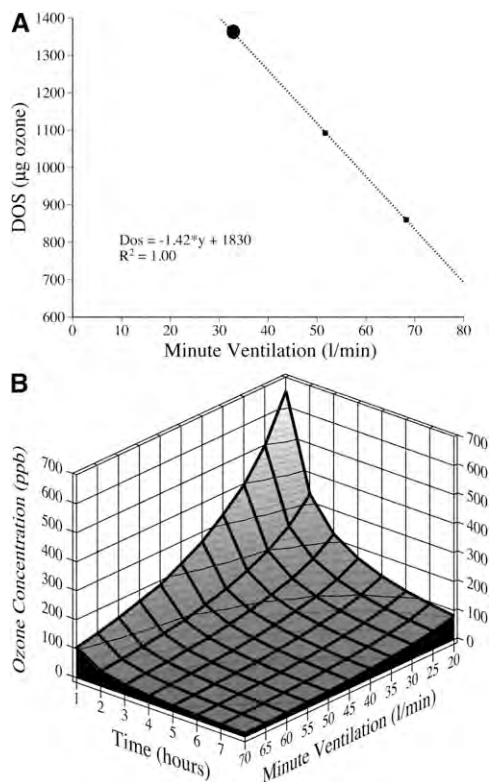 A
1400
1300
1200
1100
1000
900
800
700
600
DOS (µg ozone)
Dos = -1.42*y + 1830
R² = 1.00
0 10 20 30 40 50 60 70 80
Minute Ventilation (l/min)
B
Ozone Concentration (ppb)
700
600
500
400
300
200
100
0
700
600
500
400
300
200
100
0
1 2 3 4 5 6 7
Time (hours)
70 65 60 55 50 45 40 35 30 25 20
Minute Ventilation (l/min)